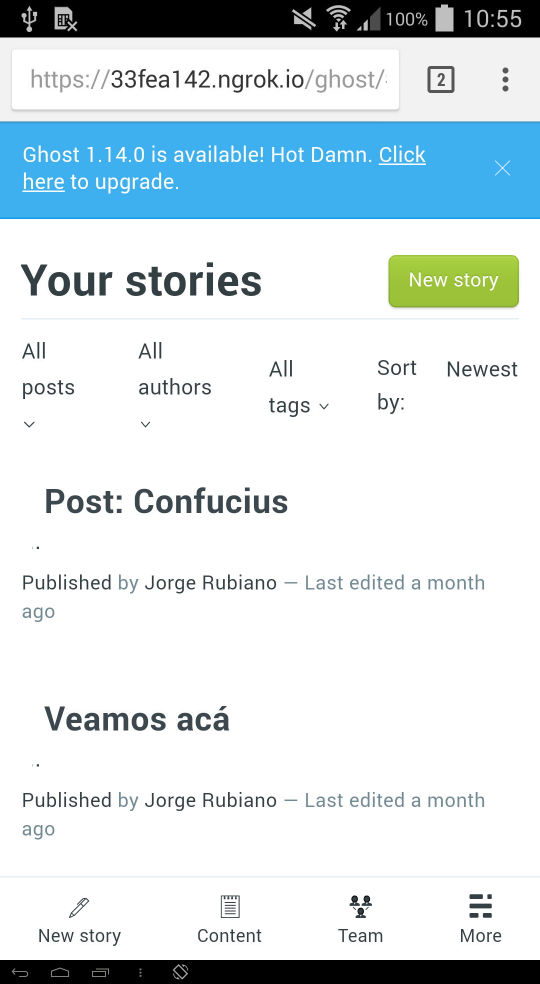 100% 10:55
https://33fea142.ngrok.io/ghost/
2
Ghost 1.14.0 is available! Hot Damn. Click
here to upgrade.
Your stories
New story
All
posts
All
authors
All
tags
Sort
by:
Newest
Post: Confucius
.
Published by Jorge Rubiano — Last edited a month
ago
Veamos acá
.
Published by Jorge Rubiano — Last edited a month
ago
New story
Content
Team
More